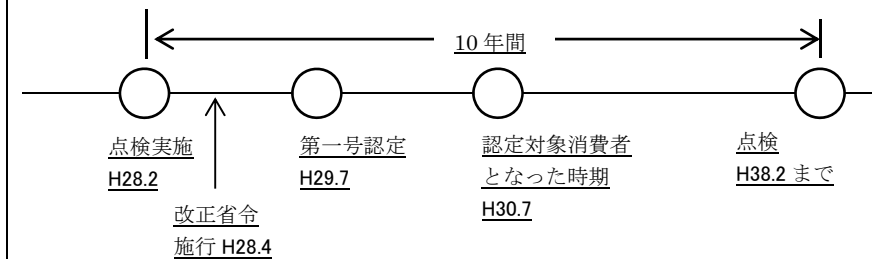 10 年間
点検実施
H28.2
改正省令
施行 H28.4
第一号認定
H29.7
認定対象消費者
となった時期
H30.7
点検
H38.2 まで